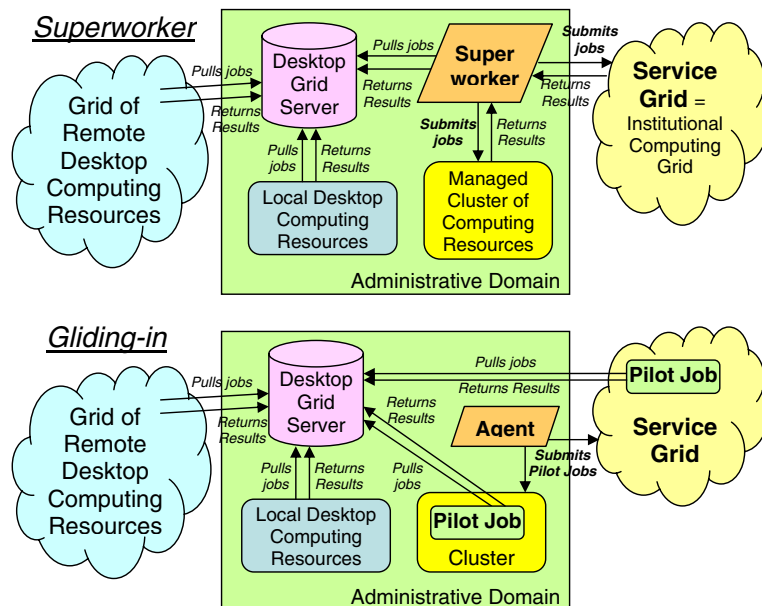 Superworker
Pulls jobs
Returns
Results
Grid of
Remote
Desktop
Computing
Resources
Desktop
Grid
Server
Pulls jobs
Returns
Results
Super
worker
Submits
jobs
Returns
Results
Service
Grid =
Institutional
Computing
Grid
Pulls
jobs
Returns
Results
Submits
jobs
Returns
Results
Local Desktop
Computing
Resources
Managed
Cluster of
Computing
Resources
Administrative Domain
Gliding-in
Pulls jobs
Returns
Results
Grid of
Remote
Desktop
Computing
Resources
Desktop
Grid
Server
Pulls jobs
Returns Results
Pilot Job
Service
Grid
Returns
Results
Agent
Submits
Pilot Jobs
Pulls
jobs
Returns
Results
Pulls
jobs
Local Desktop
Computing
Resources
Pilot Job
Cluster
Administrative Domain